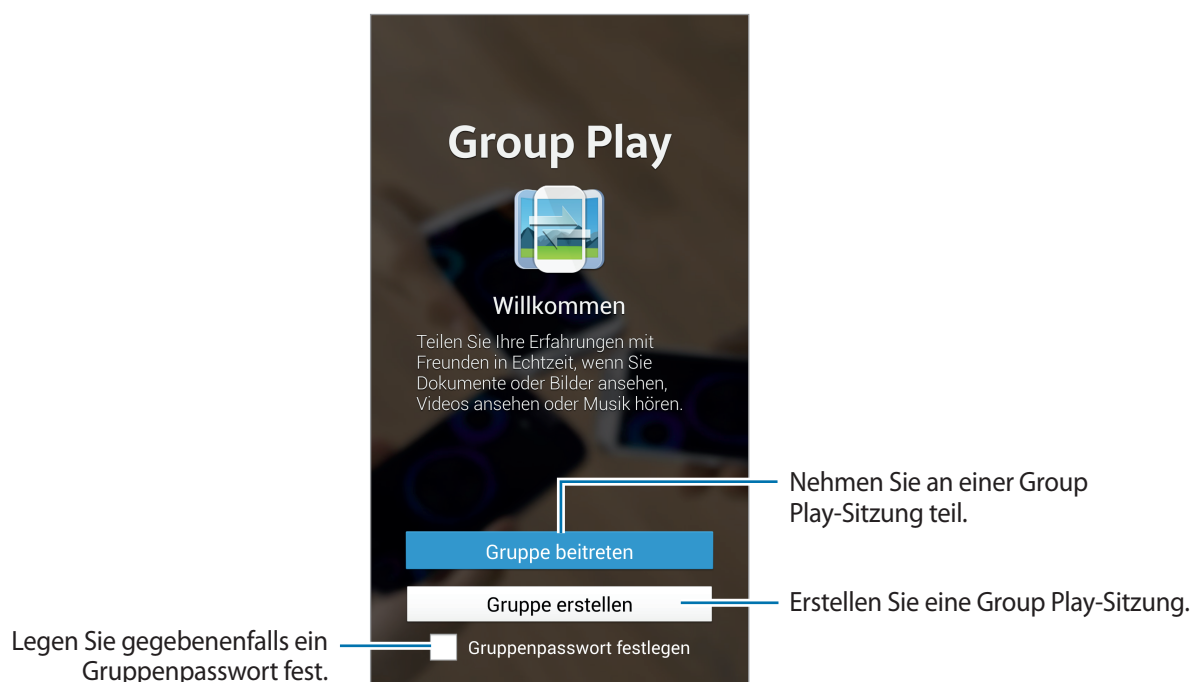 Group Play
Willkommen
Teilen Sie Ihre Erfahrungen mit
Freunden in Echtzeit, wenn Sie
Dokumente oder Bilder ansehen,
Videos ansehen oder Musik hören.
Nehmen Sie an einer Group
Play-Sitzung teil.
Gruppe beitreten
Gruppe erstellen
Erstellen Sie eine Group Play-Sitzung.
Legen Sie gegebenenfalls ein
Gruppenpasswort fest.
Gruppenpasswort festlegen